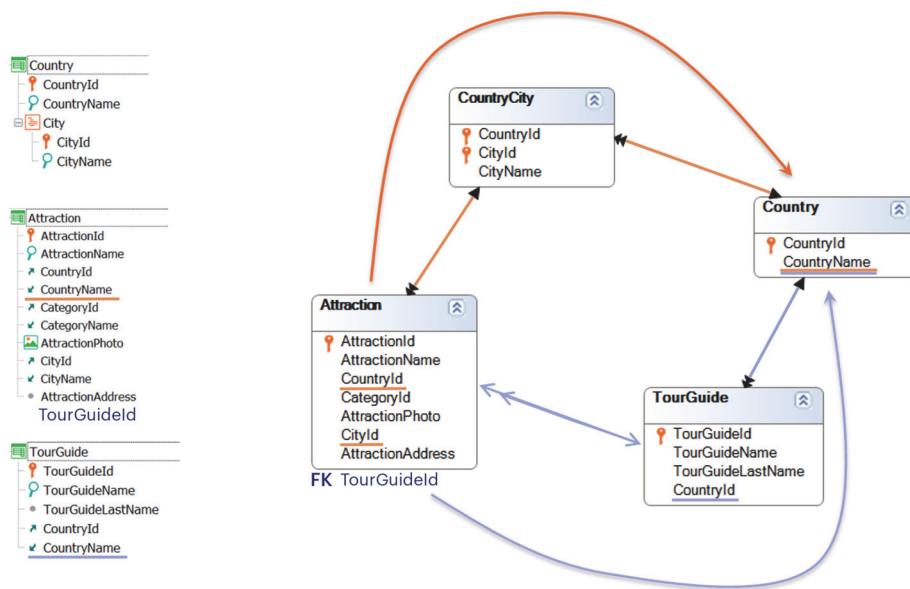 Country
CountryId
CountryName
City
CityId
CityName
Attraction
AttractionId
AttractionName
CountryId
CountryName
CategoryId
CategoryName
AttractionPhoto
CityId
CityName
AttractionAddress
TourGuideId
TourGuide
TourGuideId
TourGuideName
TourGuideLastName
CountryId
CountryName
CountryCity
CountryId
CityId
CityName
Country
CountryId
CountryName
Attraction
AttractionId
AttractionName
CountryId
CategoryId
AttractionPhoto
CityId
AttractionAddress
FK TourGuideId
TourGuide
TourGuideId
TourGuideName
TourGuideLastName
CountryId